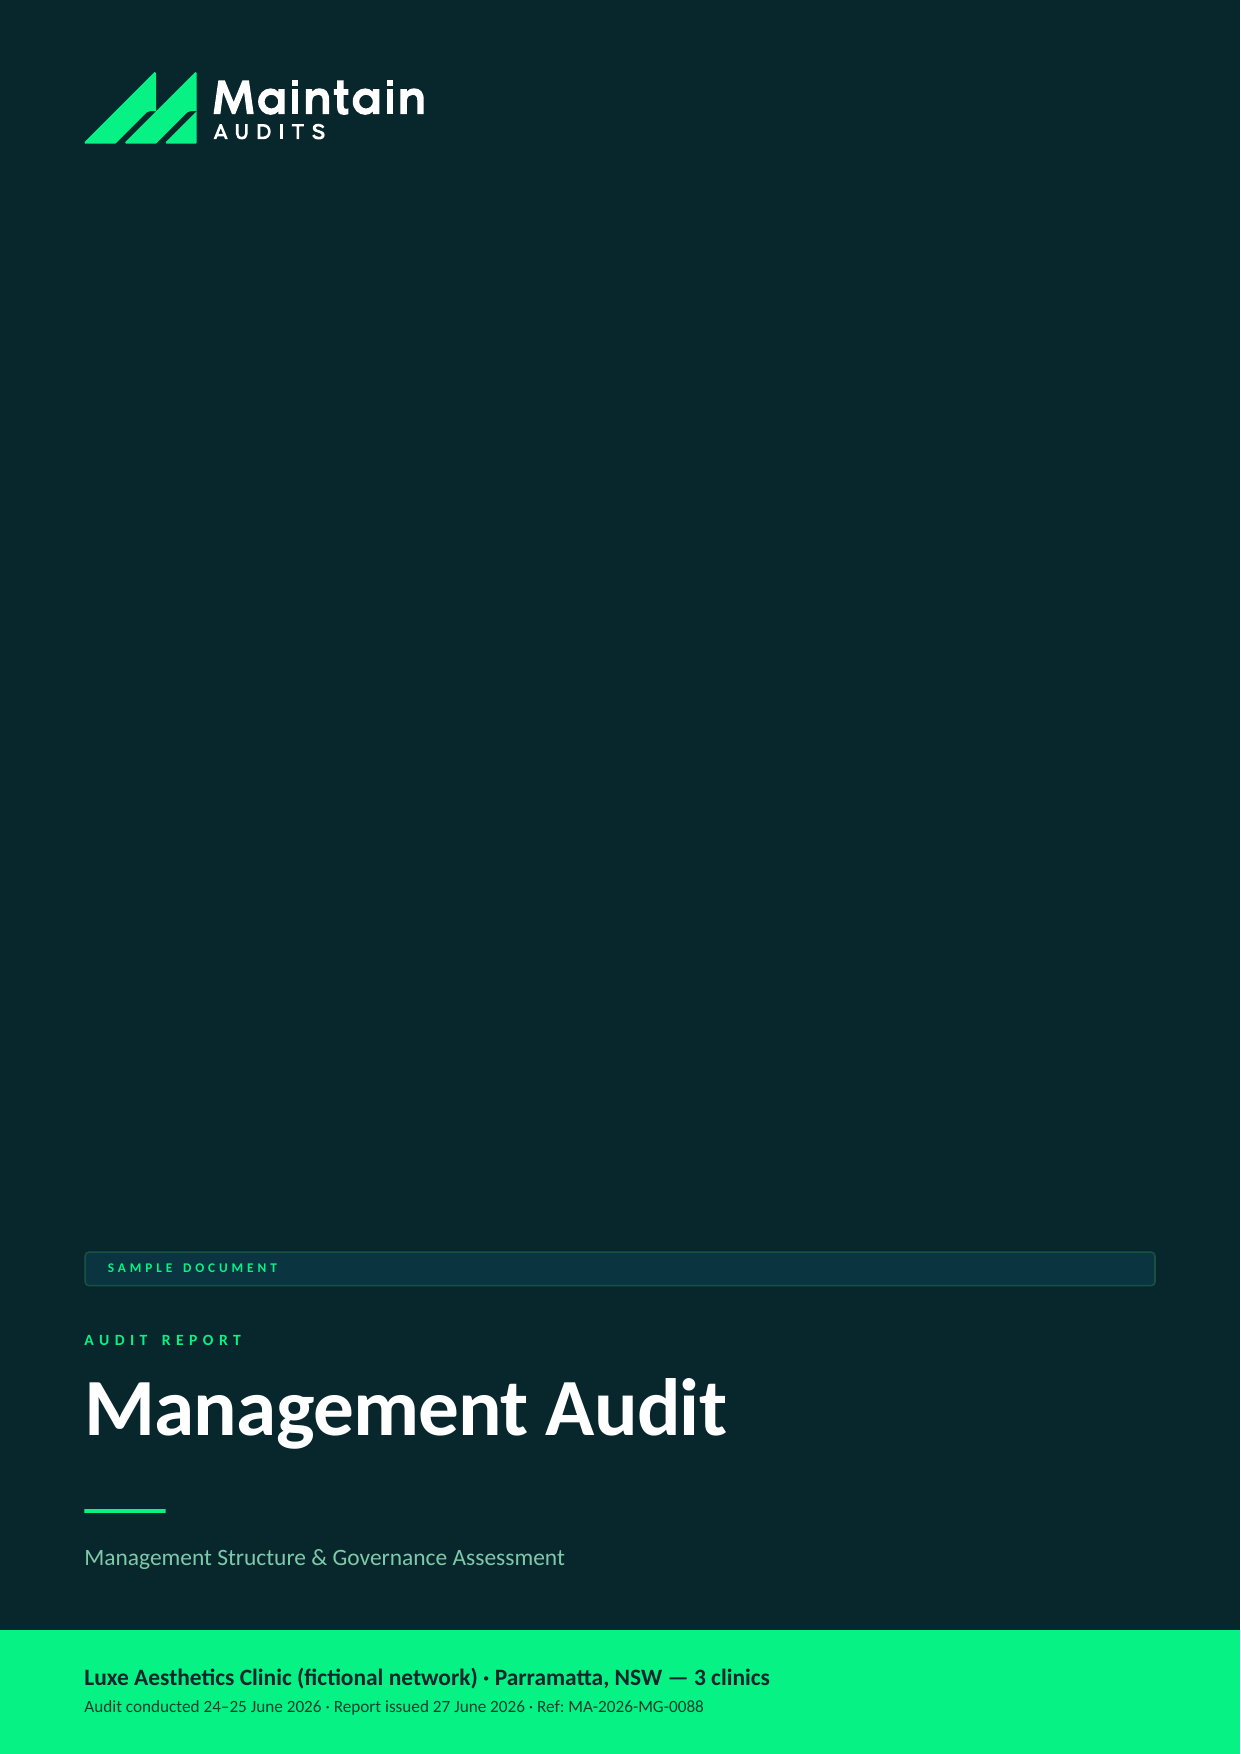 Maintain
AUDITS
SAMPLE DOCUMENT
AUDIT REPORT
Management Audit
Management Structure & Governance Assessment
Luxe Aesthetics Clinic (fictional network) · Parramatta, NSW — 3 clinics
Audit conducted 24–25 June 2026 · Report issued 27 June 2026 · Ref: MA-2026-MG-0088